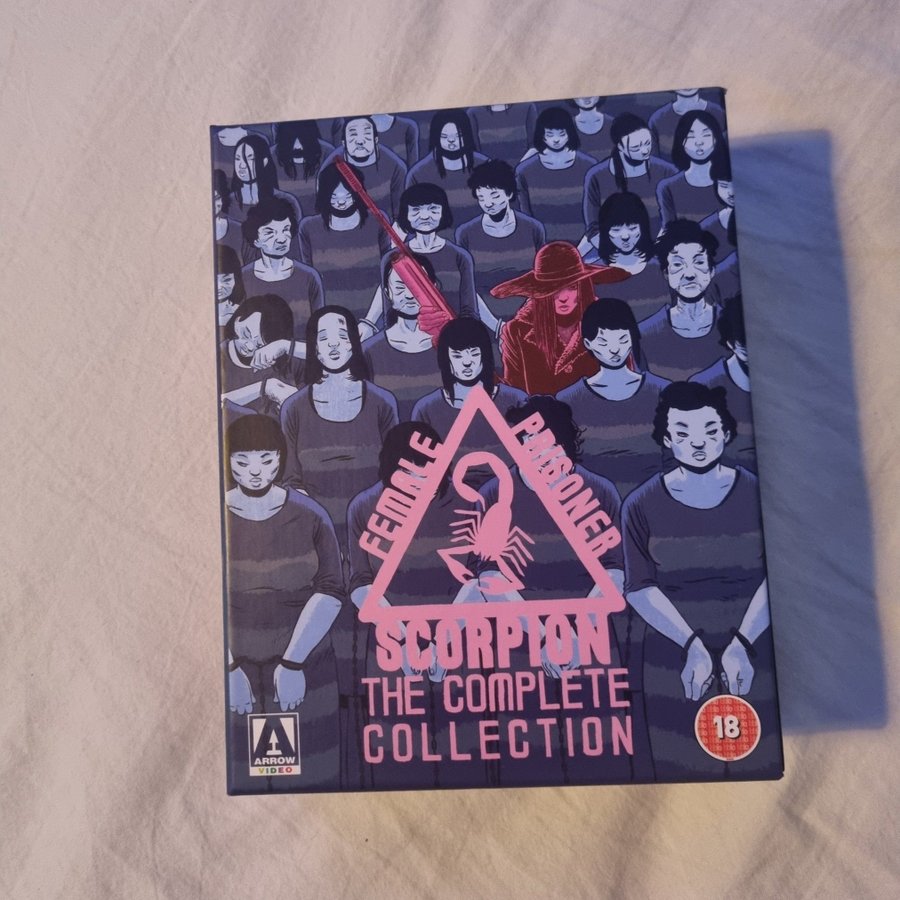 FEMALE
PRISONER
SCORPION
THE COMPLETE
COLLECTION
A
ARROW
VIDEO
18